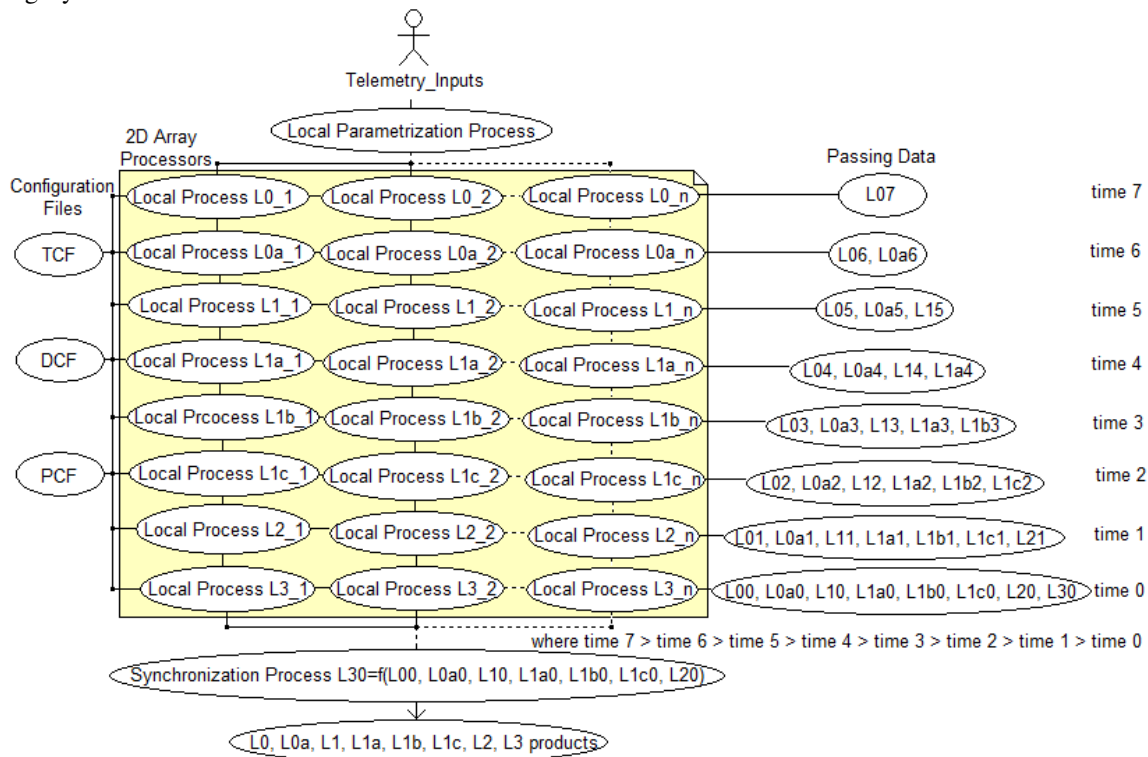 Telemetry_Inputs
Local Parametrization Process
2D Array
Processors
Passing Data
Configuration
Files
Local Process L0_1
Local Process L0_2
Local Process L0_n
L07
time 7
TCF
Local Process L0a_1
Local Process L0a_2
Local Process L0a_n
L06, L0a6
time 6
Local Process L1_1
Local Process L1_2
Local Process L1_n
L05, L0a5, L15
time 5
DCF
Local Process L1a_1
Local Process L1a_2
Local Process L1a_n
L04, L0a4, L14, L1a4
time 4
Local Prcocess L1b_1
Local Process L1b_2
Local Process L1b_n
L03, L0a3, L13, L1a3, L1b3
time 3
PCF
Local Process L1c_1
Local Process L1c_2
Local Process L1c_n
L02, L0a2, L12, L1a2, L1b2, L1c2
time 2
Local Process L2_1
Local Process L2_2
Local Process L2_n
L01, L0a1, L11, L1a1, L1b1, L1c1, L21
time 1
Local Process L3_1
Local Process L3_2
Local Process L3_n
L00, L0a0, L10, L1a0, L1b0, L1c0, L20, L30
time 0
where time 7 > time 6 > time 5 > time 4 > time 3 > time 2 > time 1 > time 0
Synchronization Process L30=f(L00, L0a0, L10, L1a0, L1b0, L1c0, L20)
L0, L0a, L1, L1a, L1b, L1c, L2, L3 products